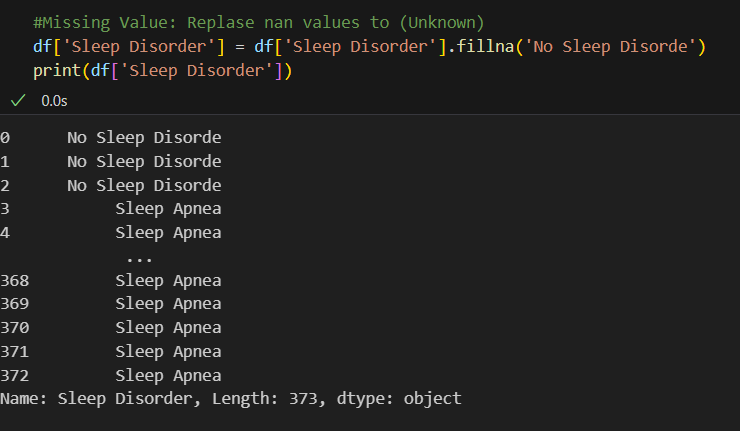 #Missing Value: Replase nan values to (Unknown)
df['Sleep Disorder'] = df['Sleep Disorder'].fillna('No Sleep Disorde')
print(df['Sleep Disorder'])
0.0s
0 No Sleep Disorde
1 No Sleep Disorde
2 No Sleep Disorde
3 Sleep Apnea
4 Sleep Apnea
...
368 Sleep Apnea
369 Sleep Apnea
370 Sleep Apnea
371 Sleep Apnea
372 Sleep Apnea
Name: Sleep Disorder, Length: 373, dtype: object